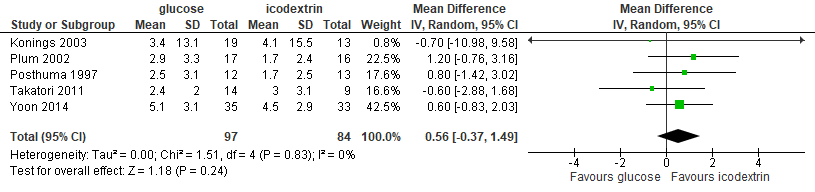 glucose icodextrin Mean Difference Mean Difference
Study or Subgroup Mean SD Total Mean SD Total Weight IV, Random, 95% CI IV, Random, 95% CI
Konings 2003 3.4 13.1 19 4.1 15.5 13 0.8% -0.70 [-10.98, 9.58]
Plum 2002 2.9 3.3 17 1.7 2.4 16 22.6% 1.20 [-0.76, 3.16]
Posthuma 1997 2.5 3.1 12 1.7 2.5 13 17.5% 0.80 [-1.42, 3.02]
Takatori 2011 2.4 2 14 3 3.1 9 16.6% -0.60 [-2.88, 1.68]
Yoon 2014 5.1 3.1 35 4.5 2.9 33 42.5% 0.60 [-0.83, 2.03]
Total (95% CI) 97 84 100.0% 0.56 [-0.37, 1.49]
Heterogeneity: Tau² = 0.00; Chi² = 1.51, df = 4 (P = 0.83); I² = 0%
Test for overall effect: Z = 1.18 (P = 0.24)
-4 -2 0 2 4
Favours glucose Favours icodextrin